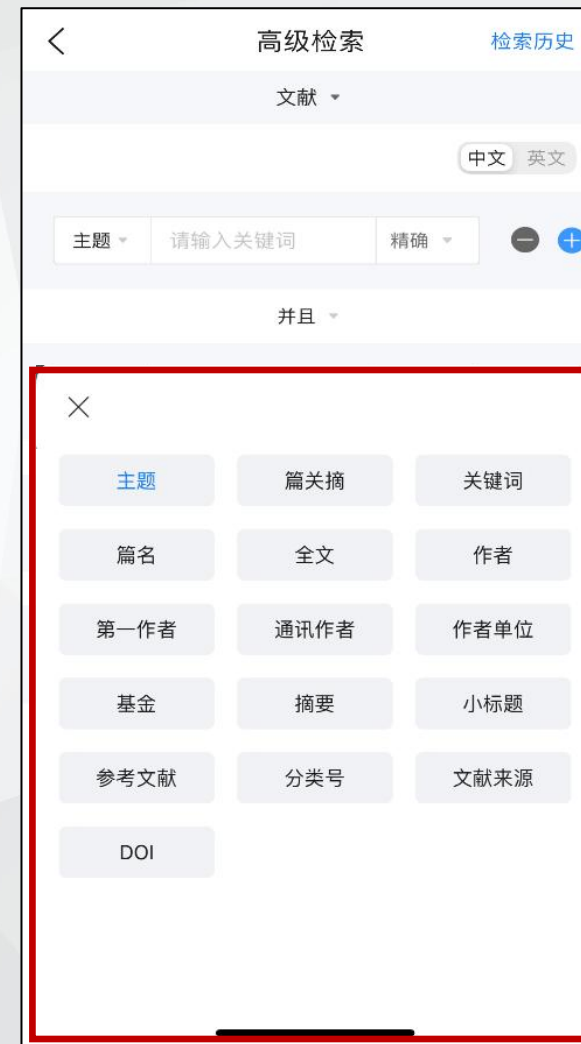 高级检索 检索历史
文献
中文 英文
主题 请输入关键词 精确
并且
主题 篇关摘 关键词
篇名 全文 作者
第一作者 通讯作者 作者单位
基金 摘要 小标题
参考文献 分类号 文献来源
DOI